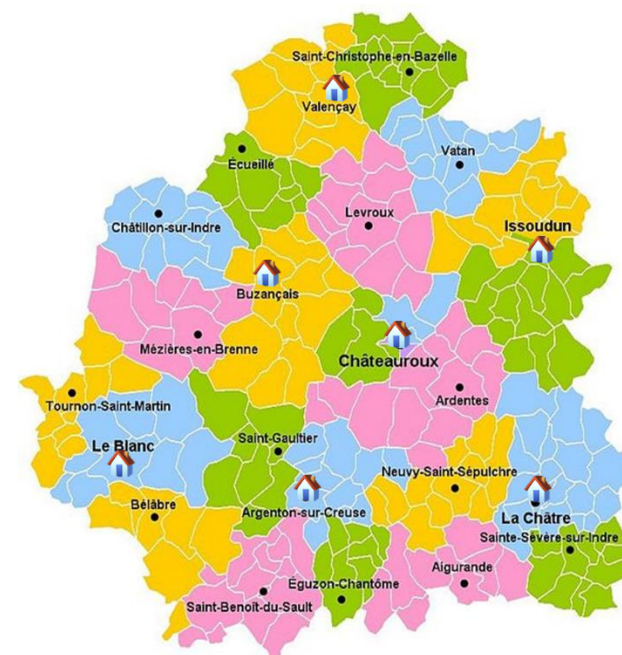 Saint-Christophe-en-Bazelle
Valençay
Vatan
Écueillé
Levroux
Issoudun
Châtillon-sur-Indre
Buzançais
Mézières-en-Brenne
Châteauroux
Ardentes
Tournon-Saint-Martin
Le Blanc
Saint-Gaultier
Neuvy-Saint-Sépulchre
Bélâbre
Argenton-sur-Creuse
La Châtre
Sainte-Sévère-sur-Indre
Aigurande
Éguzon-Chantôme
Saint-Benoît-du-Sault